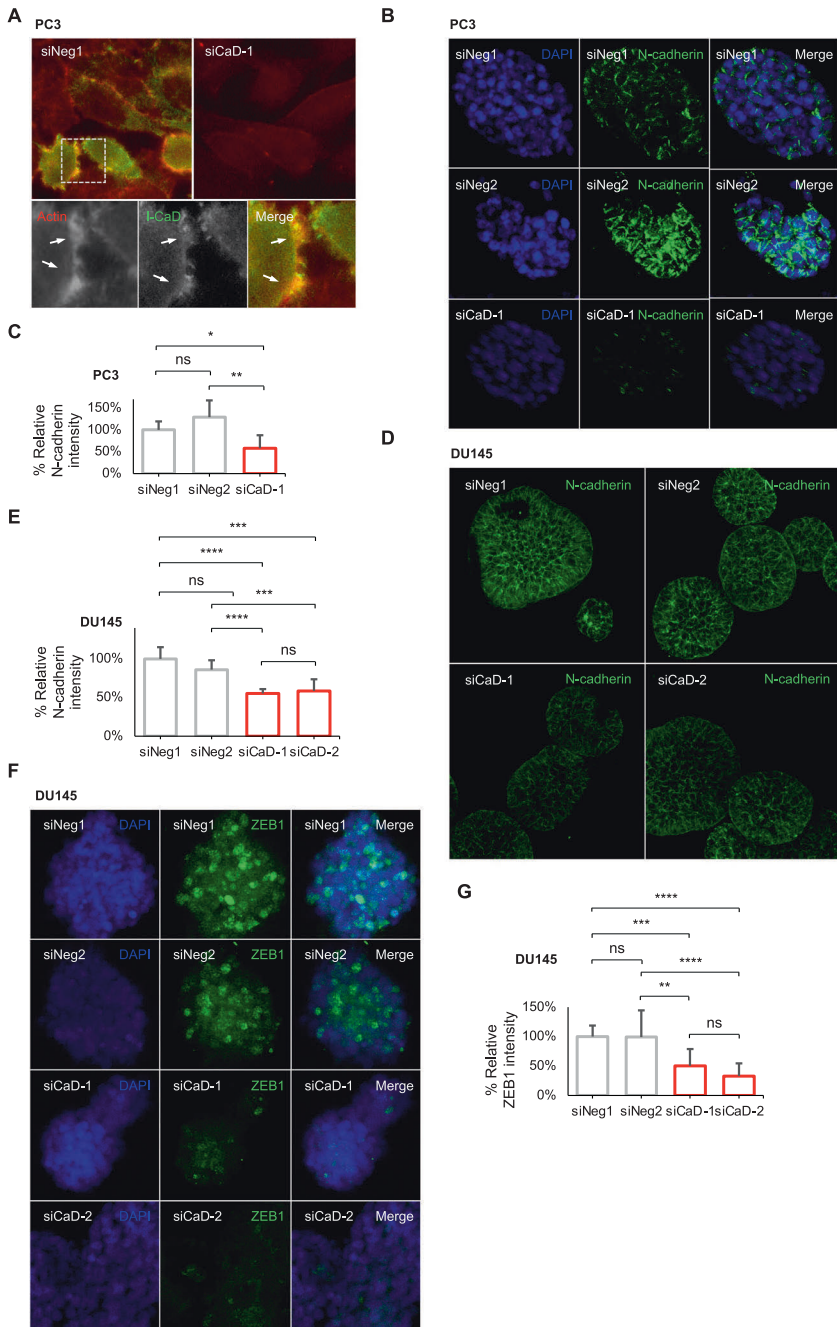 A
PC3
siNeg1
siCaD-1
Actin
l-CaD
Merge
B
PC3
siNeg1 DAPI
siNeg1 N-cadherin
Merge
siNeg2 DAPI
siNeg2 N-cadherin
Merge
siCaD-1 DAPI
siCaD-1 N-cadherin
siCaD-1 Merge
C
*
ns
**
PC3
% Relative
N-cadherin
intensity
150%
100%
50%
0%
siNeg1 siNeg2 siCaD-1
D
DU145
siNeg1 N-cadherin
siNeg2 N-cadherin
siCaD-1 N-cadherin
siCaD-2 N-cadherin
E
***
****
ns
***
****
ns
DU145
% Relative
N-cadherin
intensity
100%
50%
0%
siNeg1 siNeg2 siCaD-1 siCaD-2
F
DU145
siNeg1 DAPI
siNeg1 ZEB1
siNeg1 Merge
siNeg2 DAPI
siNeg2 ZEB1
siNeg2 Merge
siCaD-1 DAPI
siCaD-1 ZEB1
siCaD-1 Merge
siCaD-2 DAPI
siCaD-2 ZEB1
siCaD-2 Merge
G
****
***
ns
****
**
ns
DU145
% Relative
ZEB1 intensity
150%
100%
50%
0%
siNeg1 siNeg2 siCaD-1 siCaD-2